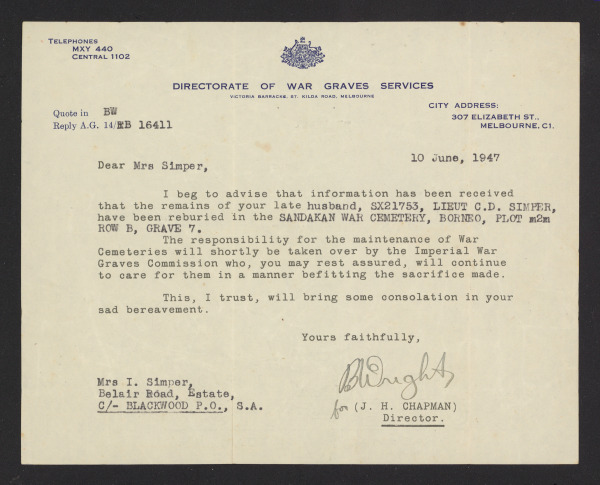 TELEPHONES
MXY 440
CENTRAL 1102
DIRECTORATE OF WAR GRAVES SERVICES
VICTORIA BARRACKS, ST. KILDA ROAD, MELBOURNE
CITY ADDRESS:
307 ELIZABETH ST.,
MELBOURNE, C1.
Quote in BW
Reply A.G. 14/ B 16411
10 June, 1947
Dear Mrs Simper,
I beg to advise that information has been received
that the remains of your late husband, SX21753, LIEUT C.D. SIMPER,
have been reburied in the SANDAKAN WAR CEMETERY, BORNEO, PLOT m2m
ROW B, GRAVE 7.
The responsibility for the maintenance of War
Cemeteries will shortly be taken over by the Imperial War
Graves Commission who, you may rest assured, will continue
to care for them in a manner befitting the sacrifice made.
This, I trust, will bring some consolation in your
sad bereavement.
Yours faithfully,
BWright
for (J. H. CHAPMAN)
Director.
Mrs I. Simper,
Belair Road, Estate,
C/- BLACKWOOD P.O., S.A.